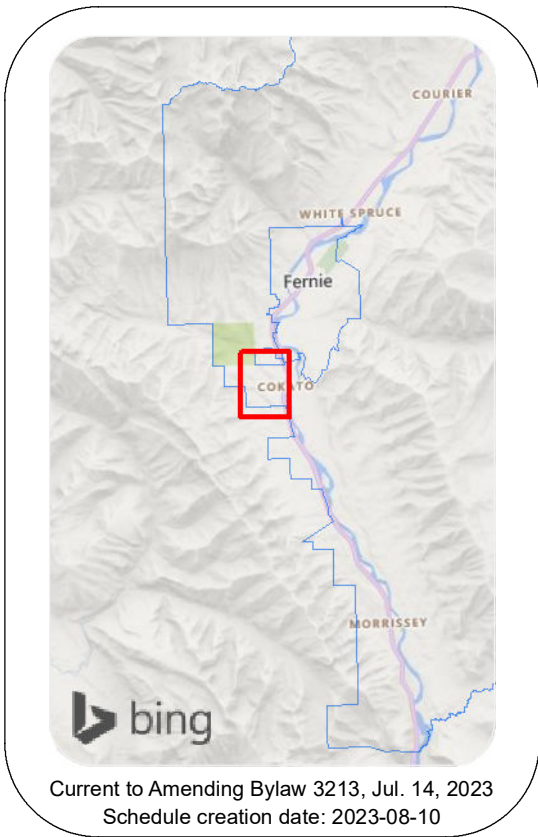 COURIER
WHITE SPRUCE
Fernie
COKATO
MORRISSEY
bing
Current to Amending Bylaw 3213, Jul. 14, 2023
Schedule creation date: 2023-08-10